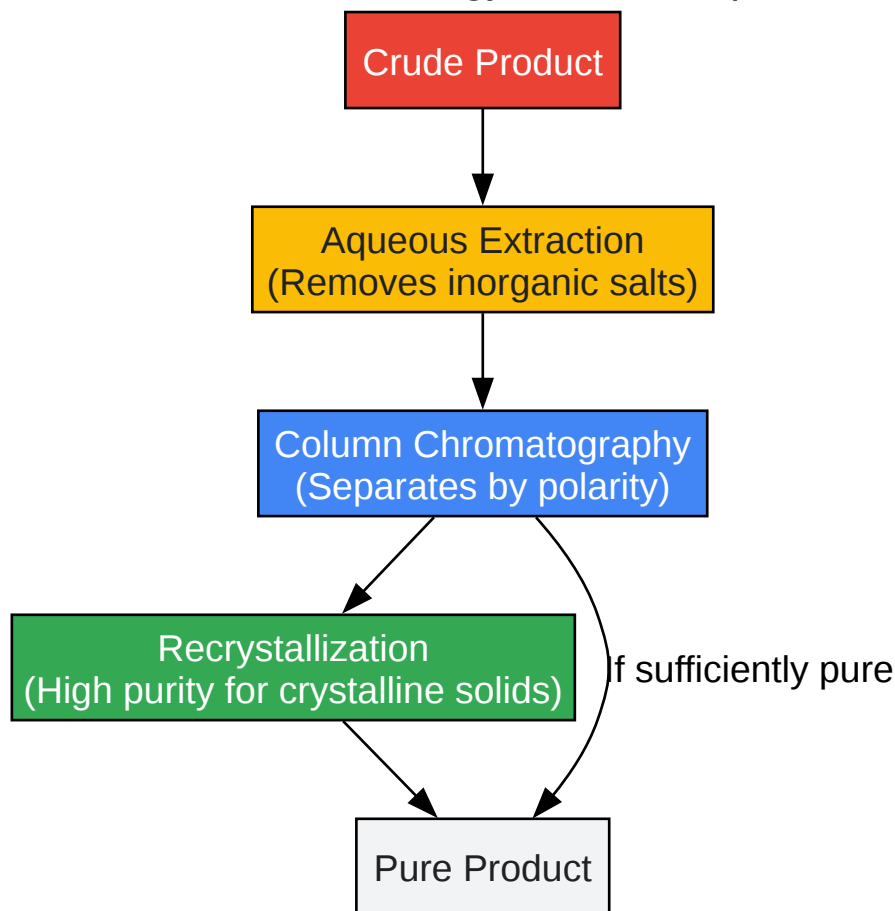 Crude Product
Aqueous Extraction
(Removes inorganic salts)
Column Chromatography
(Separates by polarity)
Recrystallization
(High purity for crystalline solids)
If sufficiently pure
Pure Product